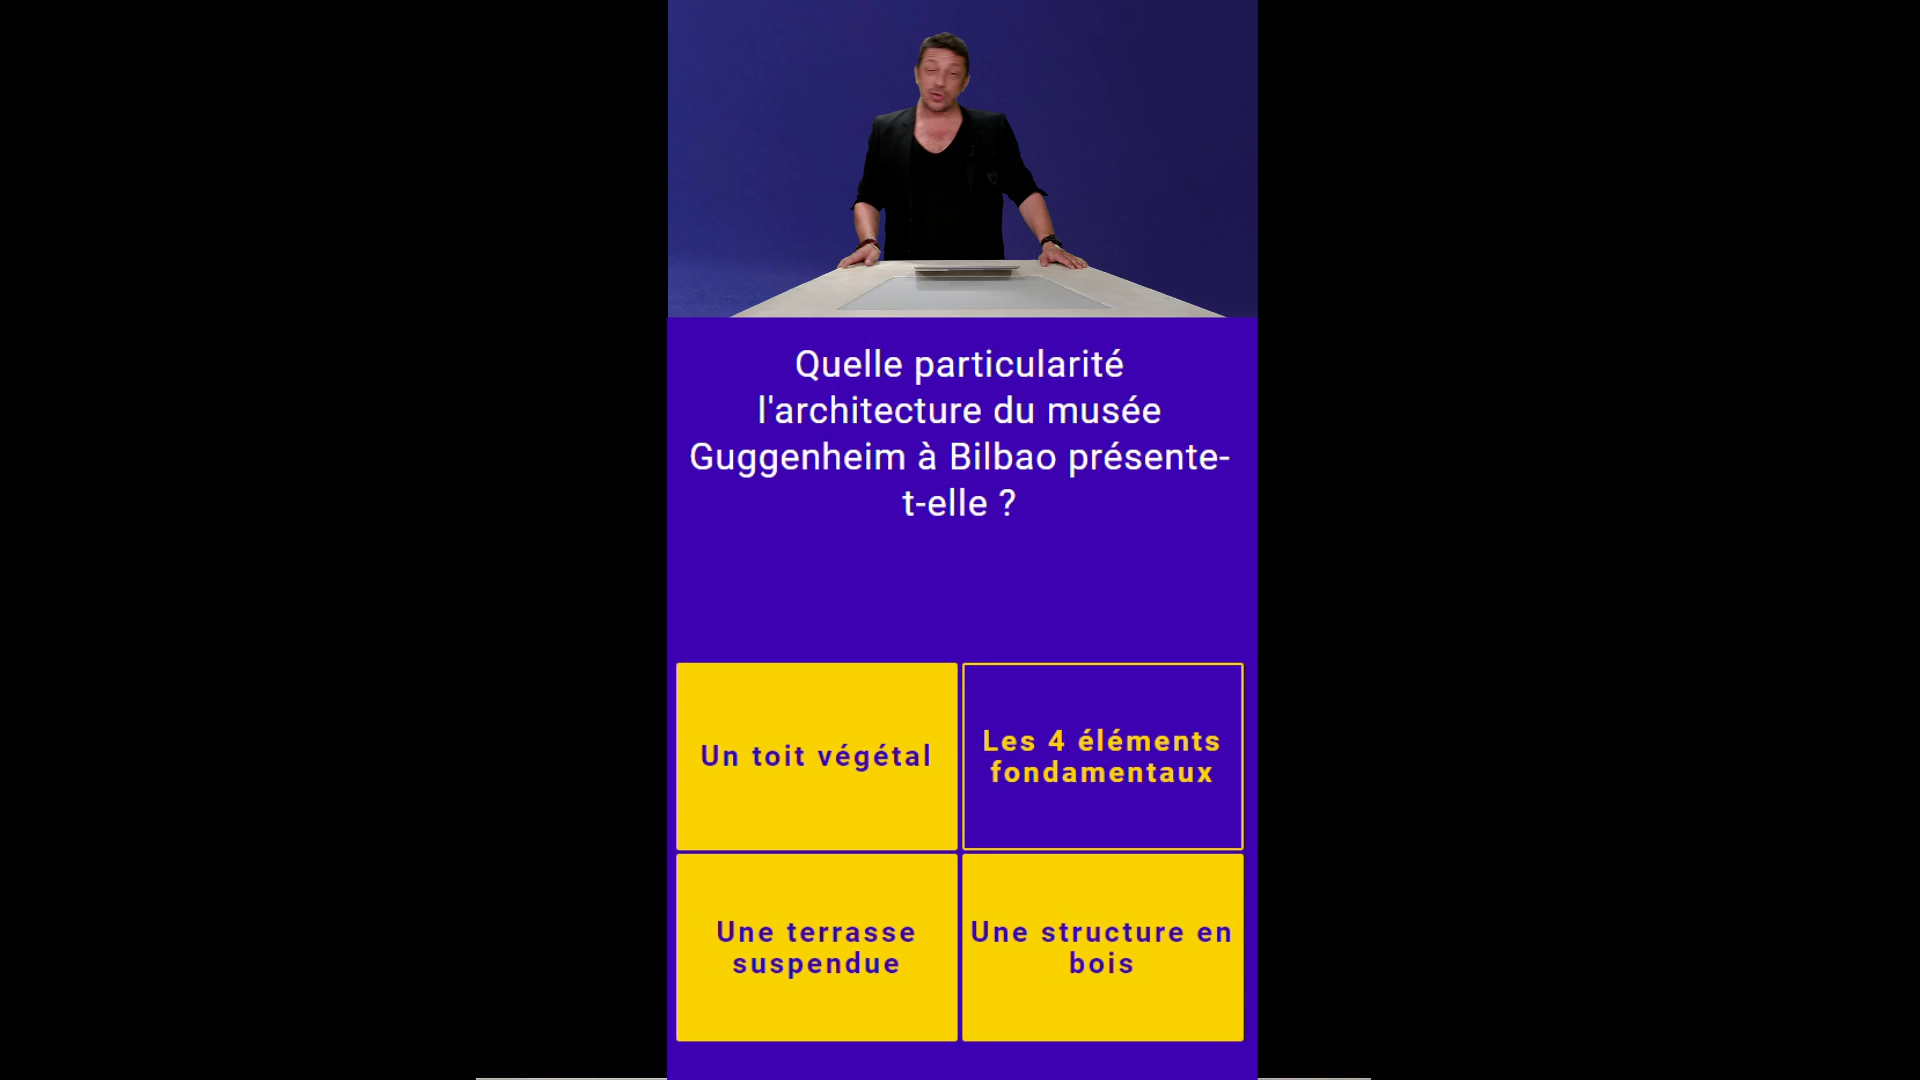 Quelle particularité
l'architecture du musée
Guggenheim à Bilbao présente-
t-elle ?
Un toit végétal
Les 4 éléments
fondamentaux
Une terrasse
suspendue
Une structure en
bois